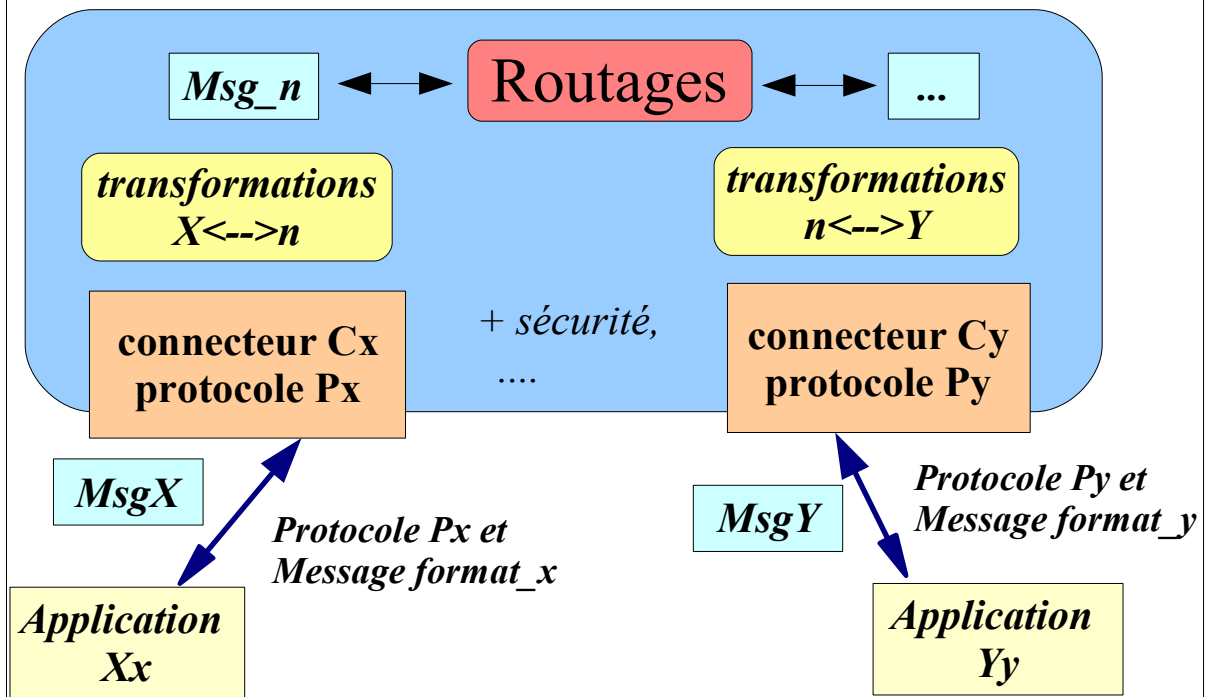 Msg_n
Routages
...
transformations
X<-->n
transformations
n<-->Y
connecteur Cx
protocole Px
+ sécurité,
....
connecteur Cy
protocole Py
MsgX
Protocole Px et
Message format_x
MsgY
Protocole Py et
Message format_y
Application
Xx
Application
Yy